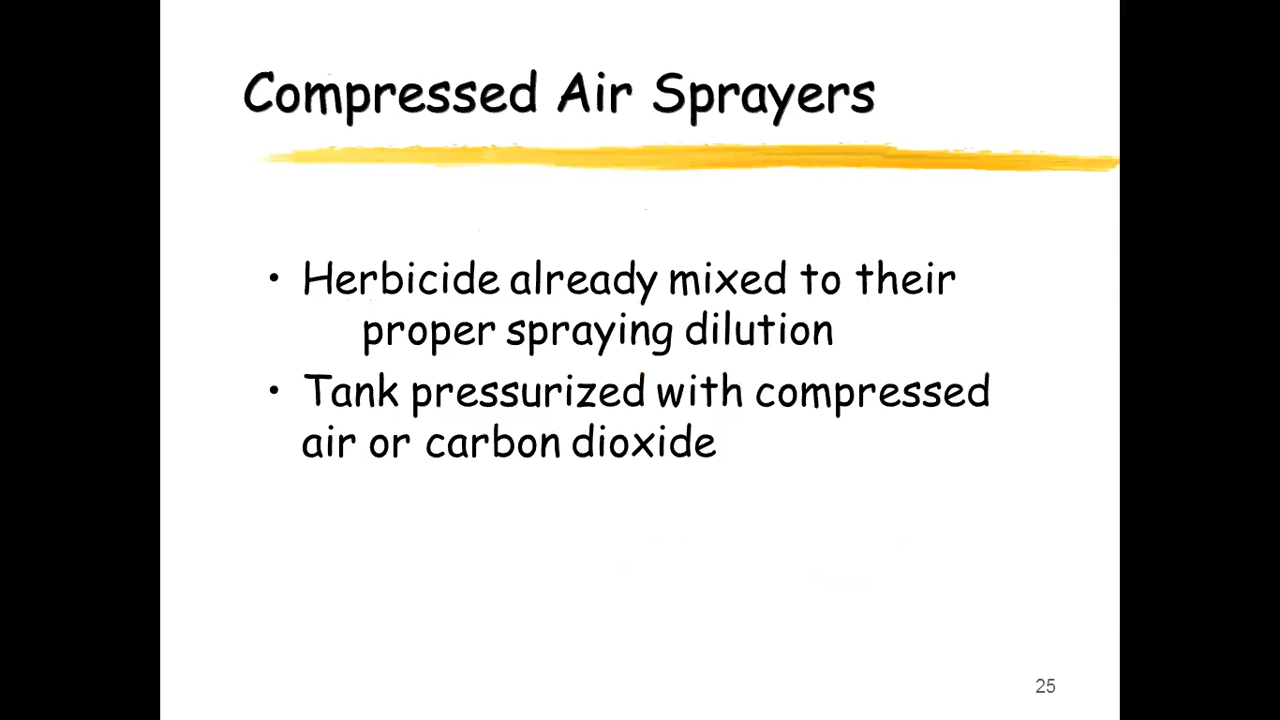 Compressed Air Sprayers
• Herbicide already mixed to their
proper spraying dilution
• Tank pressurized with compressed
air or carbon dioxide
25